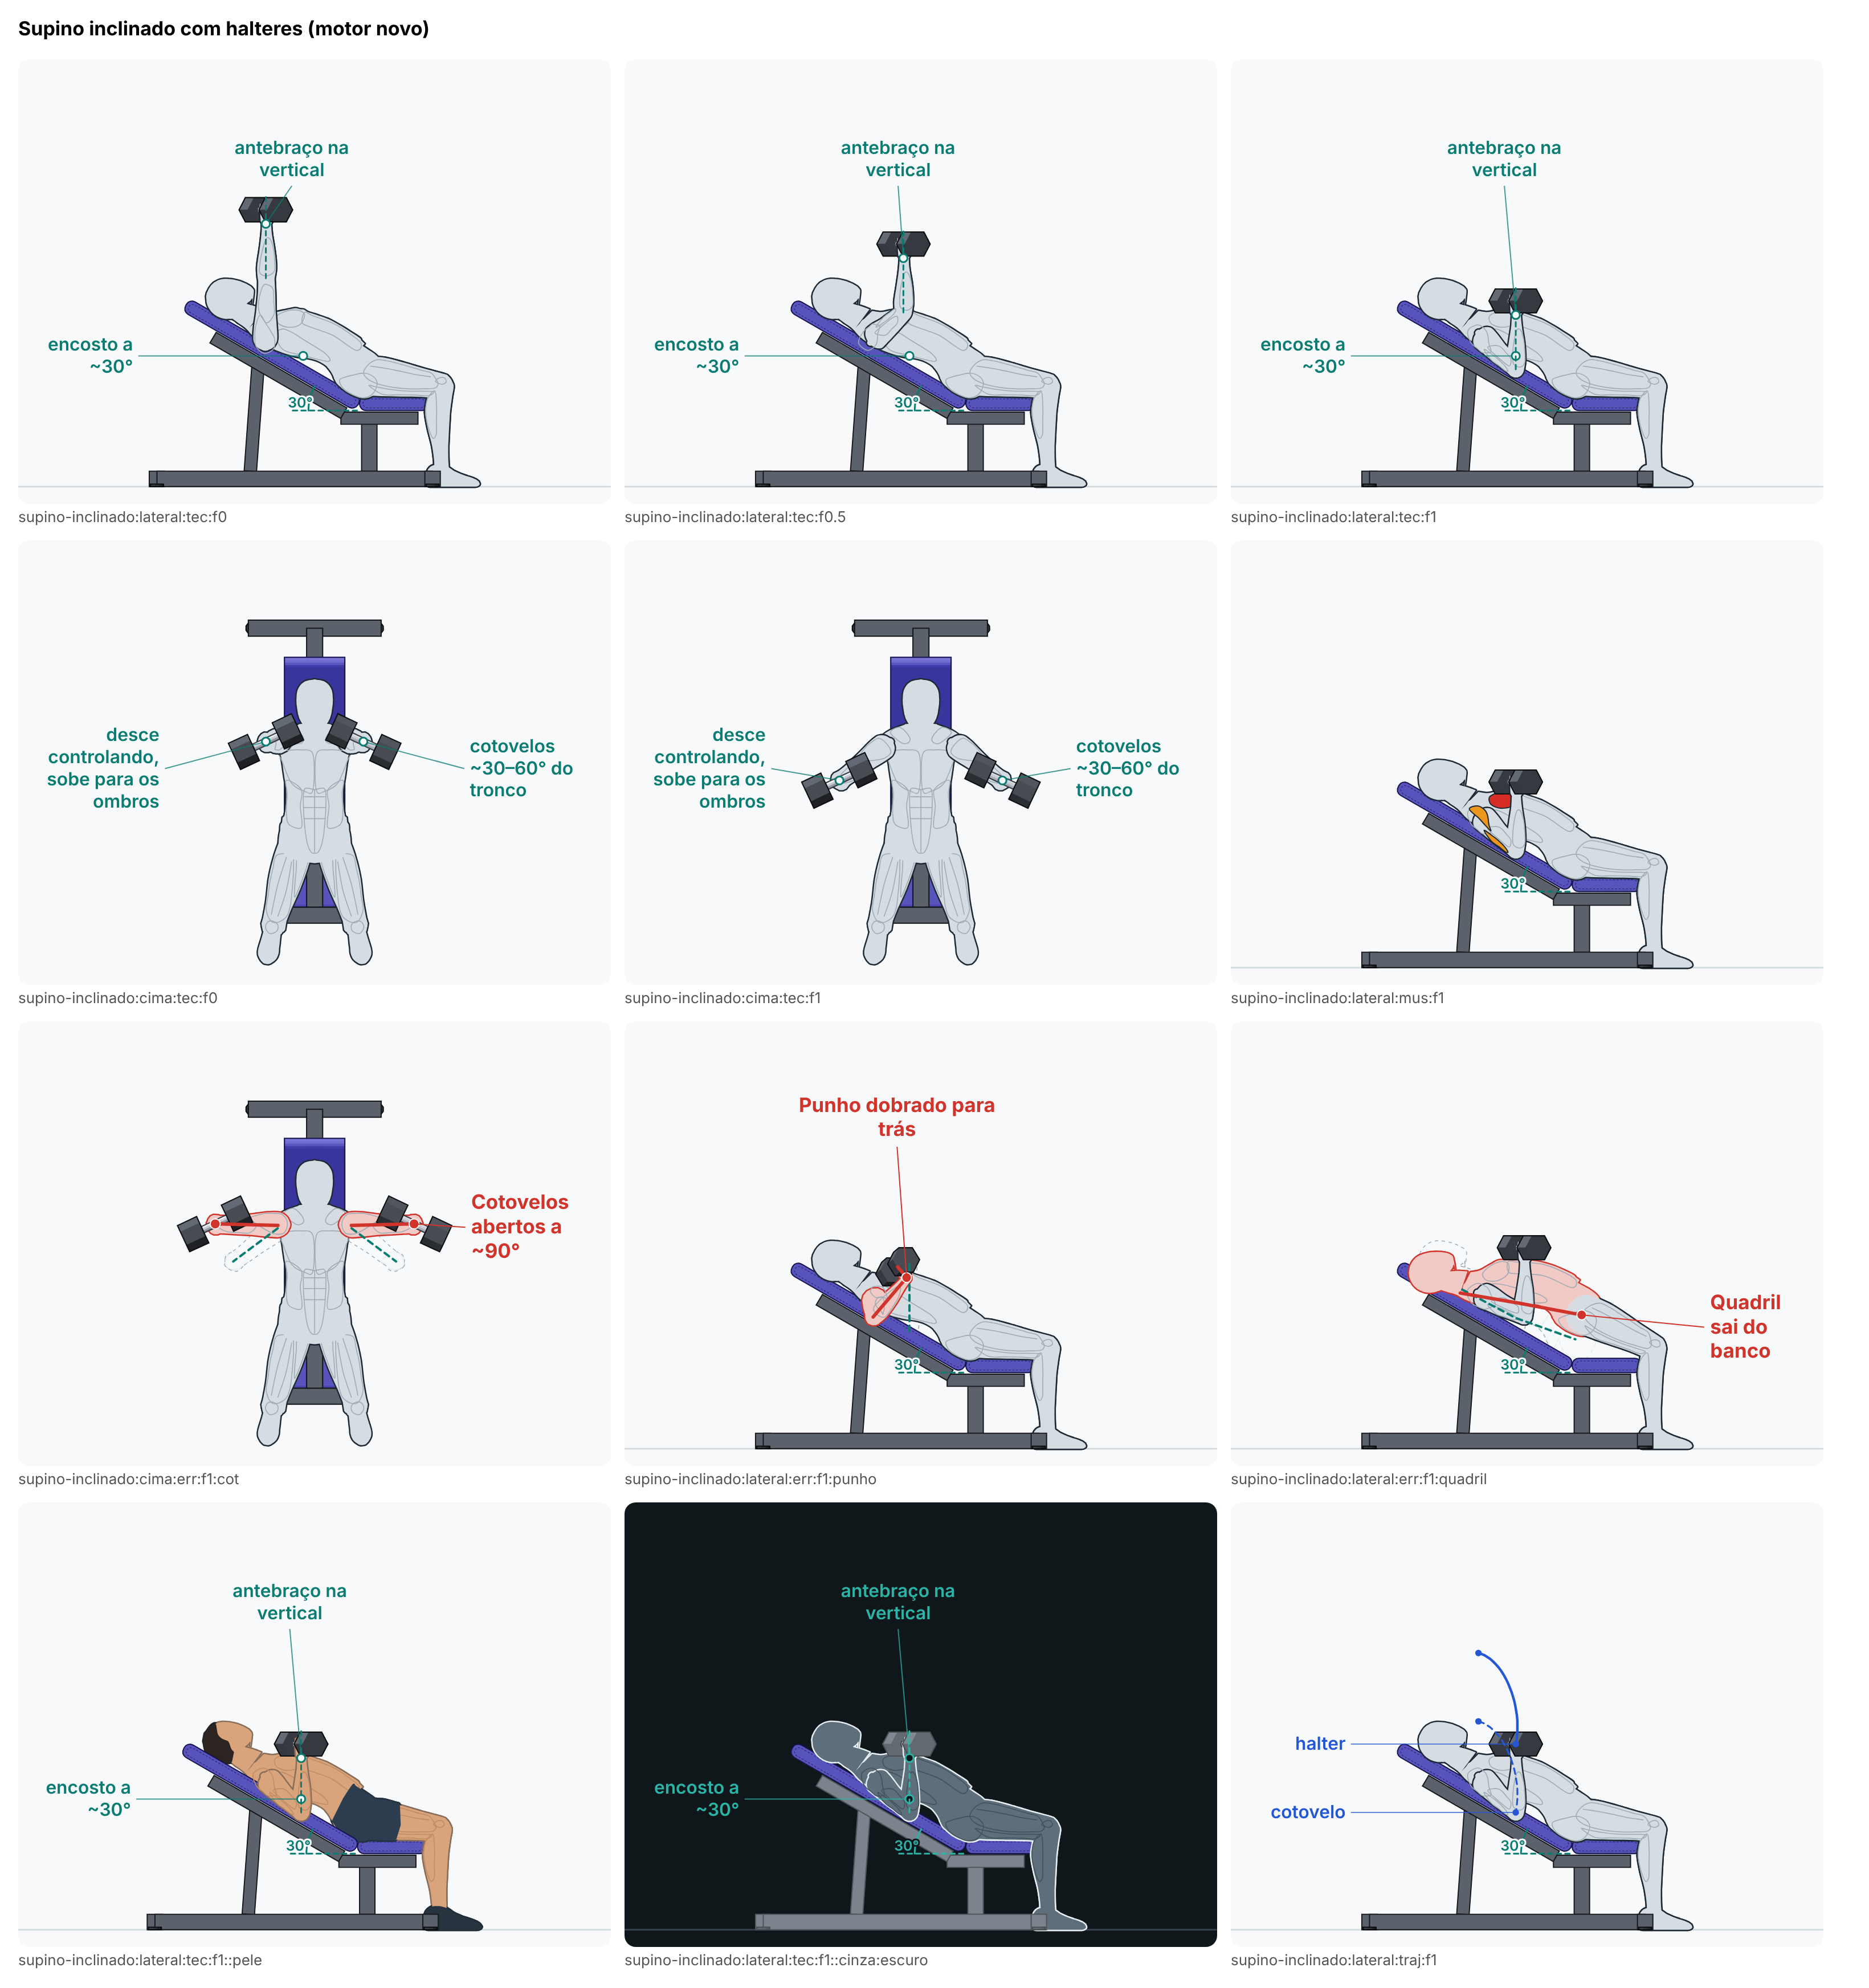 Supino inclinado com halteres (motor novo)
antebraço na
vertical
encosto a
~30°
30°
supino-inclinado:lateral:tec:f0
antebraço na
vertical
encosto a
~30°
30°
supino-inclinado:lateral:tec:f0.5
antebraço na
vertical
encosto a
~30°
30°
supino-inclinado:lateral:tec:f1
desce
controlando,
sobe para os
ombros
cotovelos
~30–60° do
tronco
supino-inclinado:cima:tec:f0
desce
controlando,
sobe para os
ombros
cotovelos
~30–60° do
tronco
supino-inclinado:cima:tec:f1
30°
supino-inclinado:lateral:mus:f1
Cotovelos
abertos a
~90°
supino-inclinado:cima:err:f1:cot
Punho dobrado para
trás
30°
supino-inclinado:lateral:err:f1:punho
Quadril
sai do
banco
30°
supino-inclinado:lateral:err:f1:quadril
antebraço na
vertical
encosto a
~30°
30°
supino-inclinado:lateral:tec:f1::pele
antebraço na
vertical
encosto a
~30°
30°
supino-inclinado:lateral:tec:f1::cinza:escuro
halter
cotovelo
30°
supino-inclinado:lateral:traj:f1